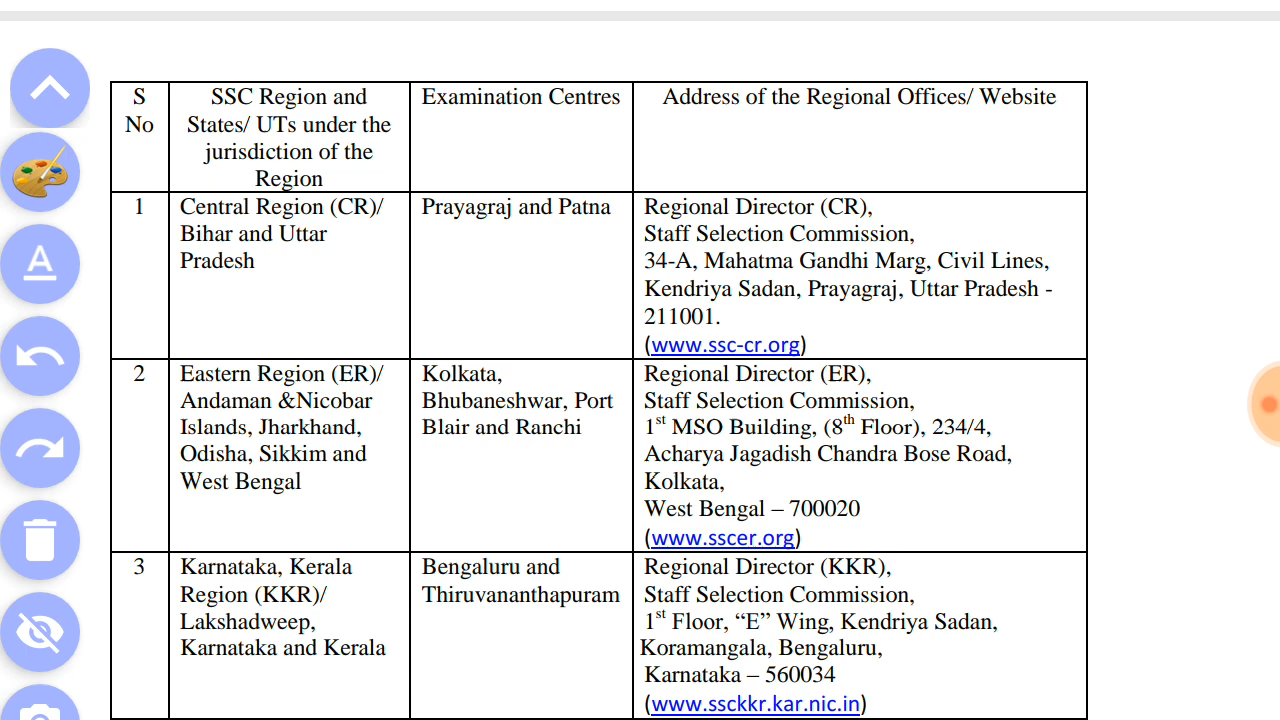 S No
SSC Region and
States/ UTs under the
jurisdiction of the
Region
Examination Centres
Address of the Regional Offices/ Website
1
Central Region (CR)/
Bihar and Uttar
Pradesh
Prayagraj and Patna
Regional Director (CR),
Staff Selection Commission,
34-A, Mahatma Gandhi Marg, Civil Lines,
Kendriya Sadan, Prayagraj, Uttar Pradesh -
211001.
(www.ssc-cr.org)
2
Eastern Region (ER)/
Andaman &Nicobar
Islands, Jharkhand,
Odisha, Sikkim and
West Bengal
Kolkata,
Bhubaneshwar, Port
Blair and Ranchi
Regional Director (ER),
Staff Selection Commission,
1st MSO Building, (8th Floor), 234/4,
Acharya Jagadish Chandra Bose Road,
Kolkata,
West Bengal – 700020
(www.sscer.org)
3
Karnataka, Kerala
Region (KKR)/
Lakshadweep,
Karnataka and Kerala
Bengaluru and
Thiruvananthapuram
Regional Director (KKR),
Staff Selection Commission,
1st Floor, “E” Wing, Kendriya Sadan,
Koramangala, Bengaluru,
Karnataka – 560034
(www.ssckkr.kar.nic.in)
A